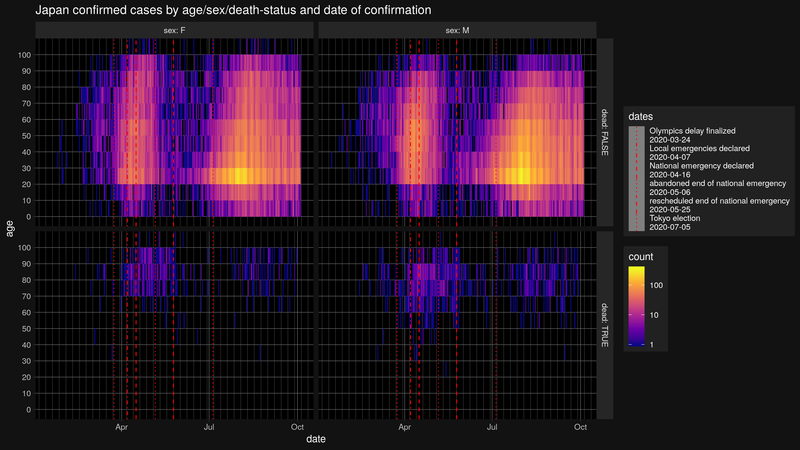 Japan confirmed cases by age/sex/death-status and date of confirmation
sex: F
sex: M
100
90
80
70
60
50
40
30
20
10
0
dead: FALSE
100
90
80
70
60
50
40
30
20
10
0
dead: TRUE
age
Apr
Jul
Oct
Apr
Jul
Oct
date
dates
Olympics delay finalized
2020-03-24
Local emergencies declared
2020-04-07
National emergency declared
2020-04-16
abandoned end of national emergency
2020-05-06
rescheduled end of national emergency
2020-05-25
Tokyo election
2020-07-05
count
100
10
1